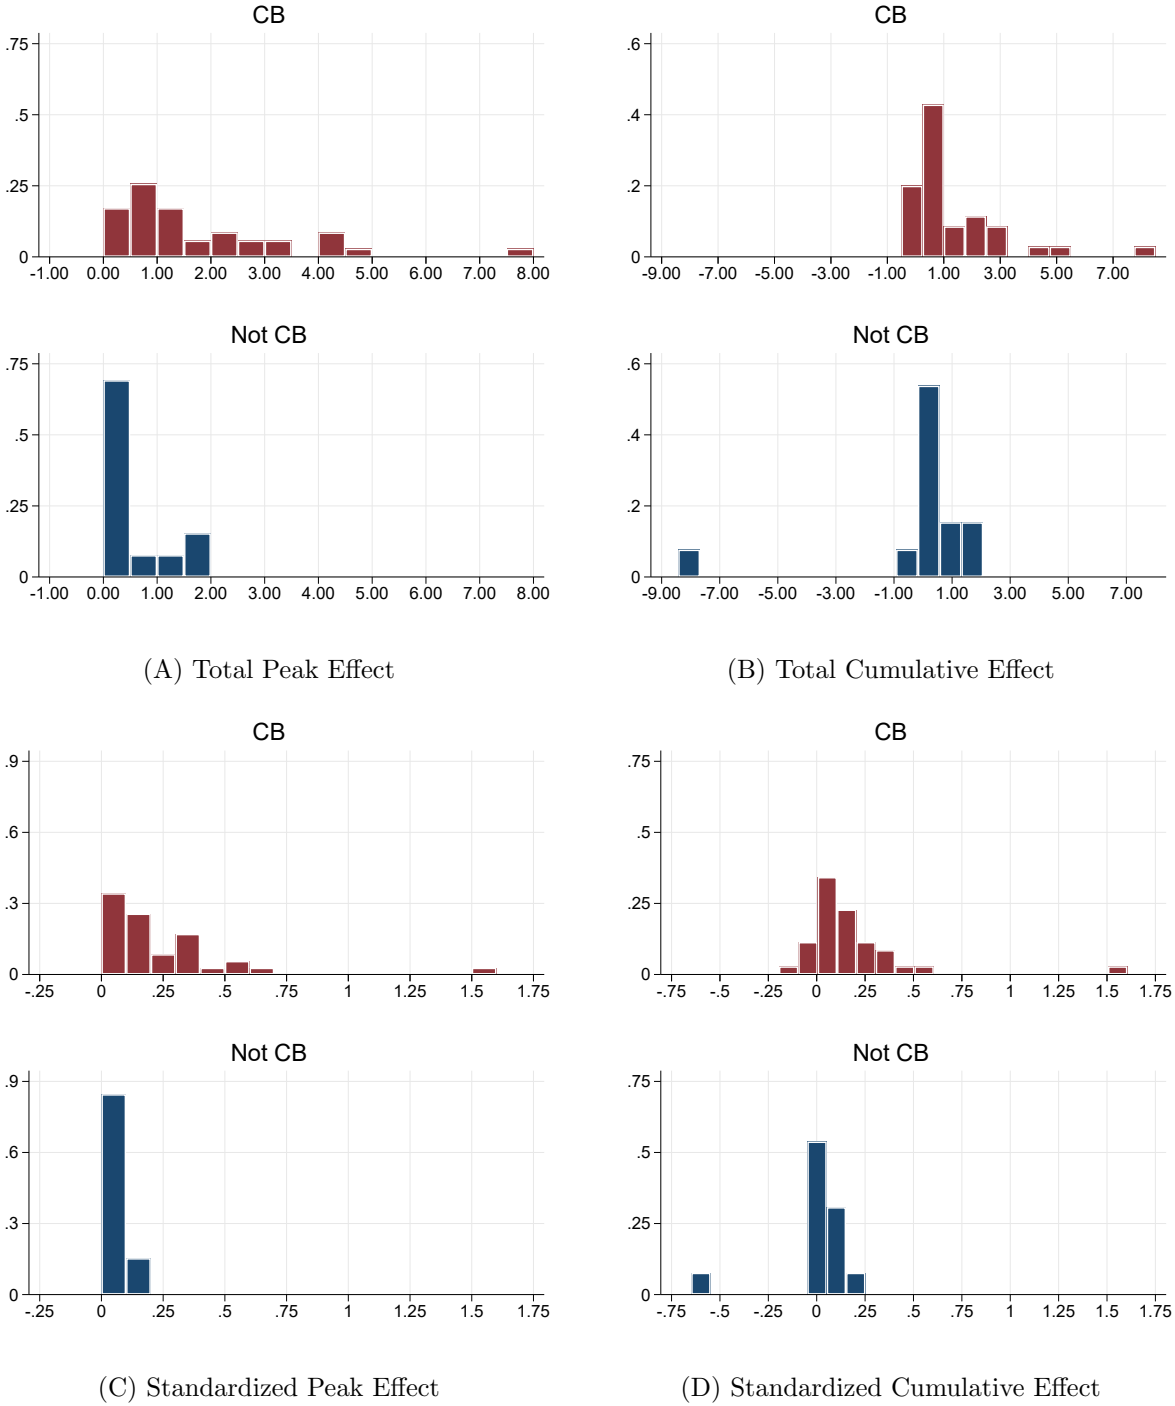 CB
.75
.5
.25
0
-1.00 0.00 1.00 2.00 3.00 4.00 5.00 6.00 7.00 8.00
Not CB
.75
.5
.25
0
-1.00 0.00 1.00 2.00 3.00 4.00 5.00 6.00 7.00 8.00
(A) Total Peak Effect
CB
.6
.4
.2
0
-9.00 -7.00 -5.00 -3.00 -1.00 1.00 3.00 5.00 7.00
Not CB
.6
.4
.2
0
-9.00 -7.00 -5.00 -3.00 -1.00 1.00 3.00 5.00 7.00
(B) Total Cumulative Effect
CB
.9
.6
.3
0
-.25 0 .25 .5 .75 1 1.25 1.5 1.75
Not CB
.9
.6
.3
0
-.25 0 .25 .5 .75 1 1.25 1.5 1.75
(C) Standardized Peak Effect
CB
.75
.5
.25
0
-.75 -.5 -.25 0 .25 .5 .75 1 1.25 1.5 1.75
Not CB
.75
.5
.25
0
-.75 -.5 -.25 0 .25 .5 .75 1 1.25 1.5 1.75
(D) Standardized Cumulative Effect